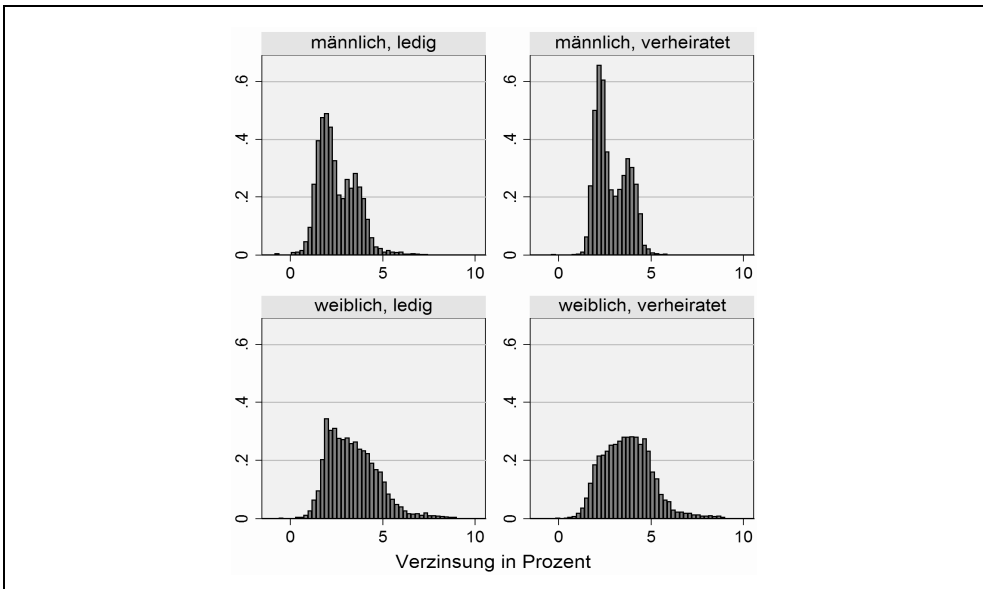 männlich, ledig
männlich, verheiratet
.6
.4
.2
0
0 5 10
.6
.4
.2
0
0 5 10
weiblich, ledig
weiblich, verheiratet
.6
.4
.2
0
0 5 10
.6
.4
.2
0
0 5 10
Verzinsung in Prozent